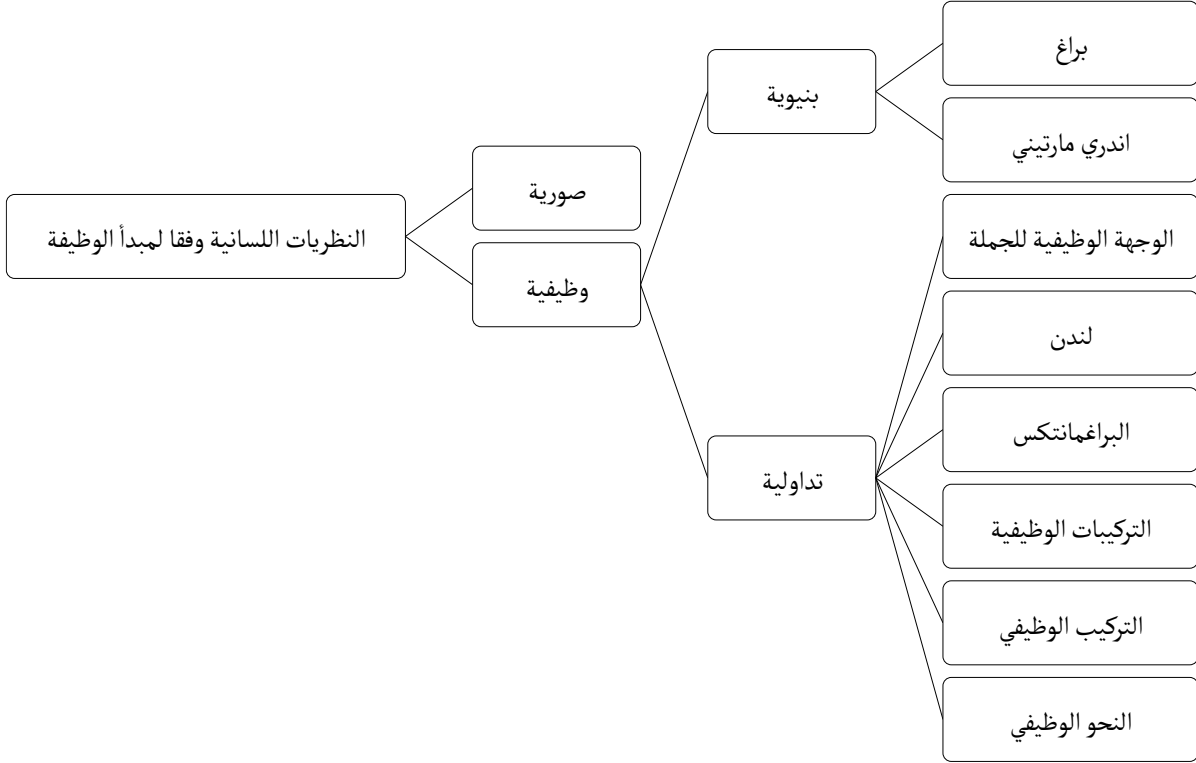 النظريات اللسانية وفقا لمبدأ الوظيفة
صورية
وظيفية
بنيوية
براغ
اندري مارتيني
تداولية
الوجهة الوظيفية للجملة
لندن
البراغمانتكس
التركيبات الوظيفية
التركيب الوظيفي
النحو الوظيفي